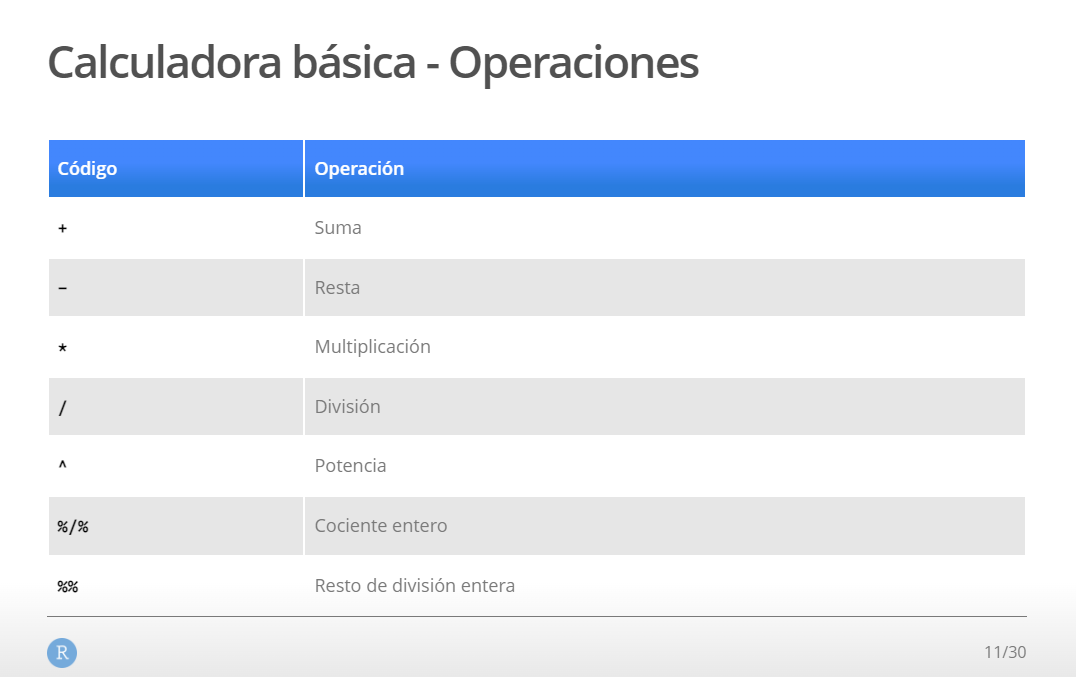 Calculadora básica - Operaciones
Código Operación
+ Suma
- Resta
* Multiplicación
/ División
^ Potencia
%/% Cociente entero
%% Resto de división entera
R 11/30